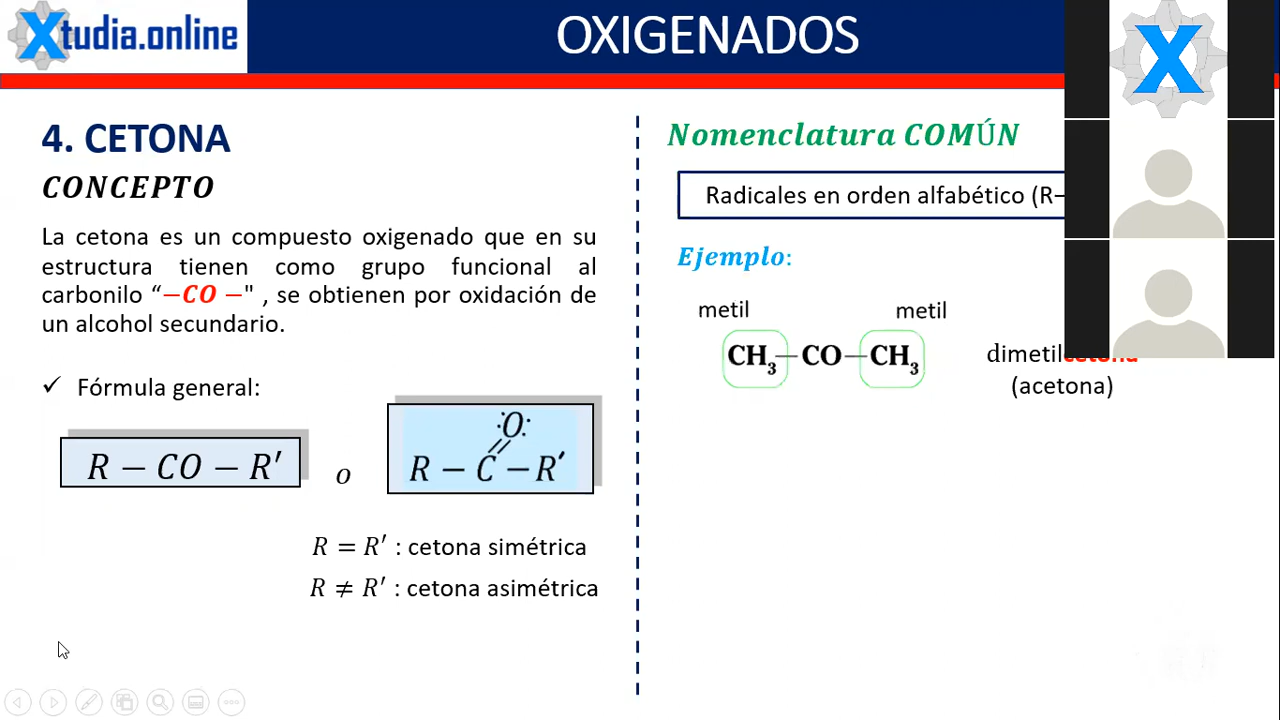 Xtudia.online
OXIGENADOS
X
4. CETONA
CONCEPTO
La cetona es un compuesto oxigenado que en su
estructura tienen como grupo funcional al
carbonilo “−CO −" , se obtienen por oxidación de
un alcohol secundario.
✓ Fórmula general:
R − CO − R′
o
:O:
R − C − R′
R = R′ : cetona simétrica
R ≠ R′ : cetona asimétrica
Nomenclatura COMÚN
Radicales en orden alfabético (R−
Ejemplo:
metil metil
CH₃—CO—CH₃ dimetilcetona
(acetona)